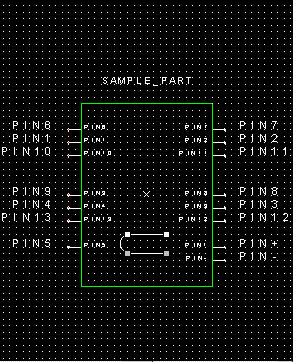 SAMPLE_PART
PIN6 PIN6 PIN7 PIN7
PIN1 PIN1 PIN2 PIN2
PIN10 PIN10 PIN11 PIN11
PIN9 PIN9 PIN8 PIN8
PIN4 PIN4 PIN3 PIN3
PIN13 PIN13 PIN12 PIN12
PIN5 PIN5 PIN+
PIN- PIN-